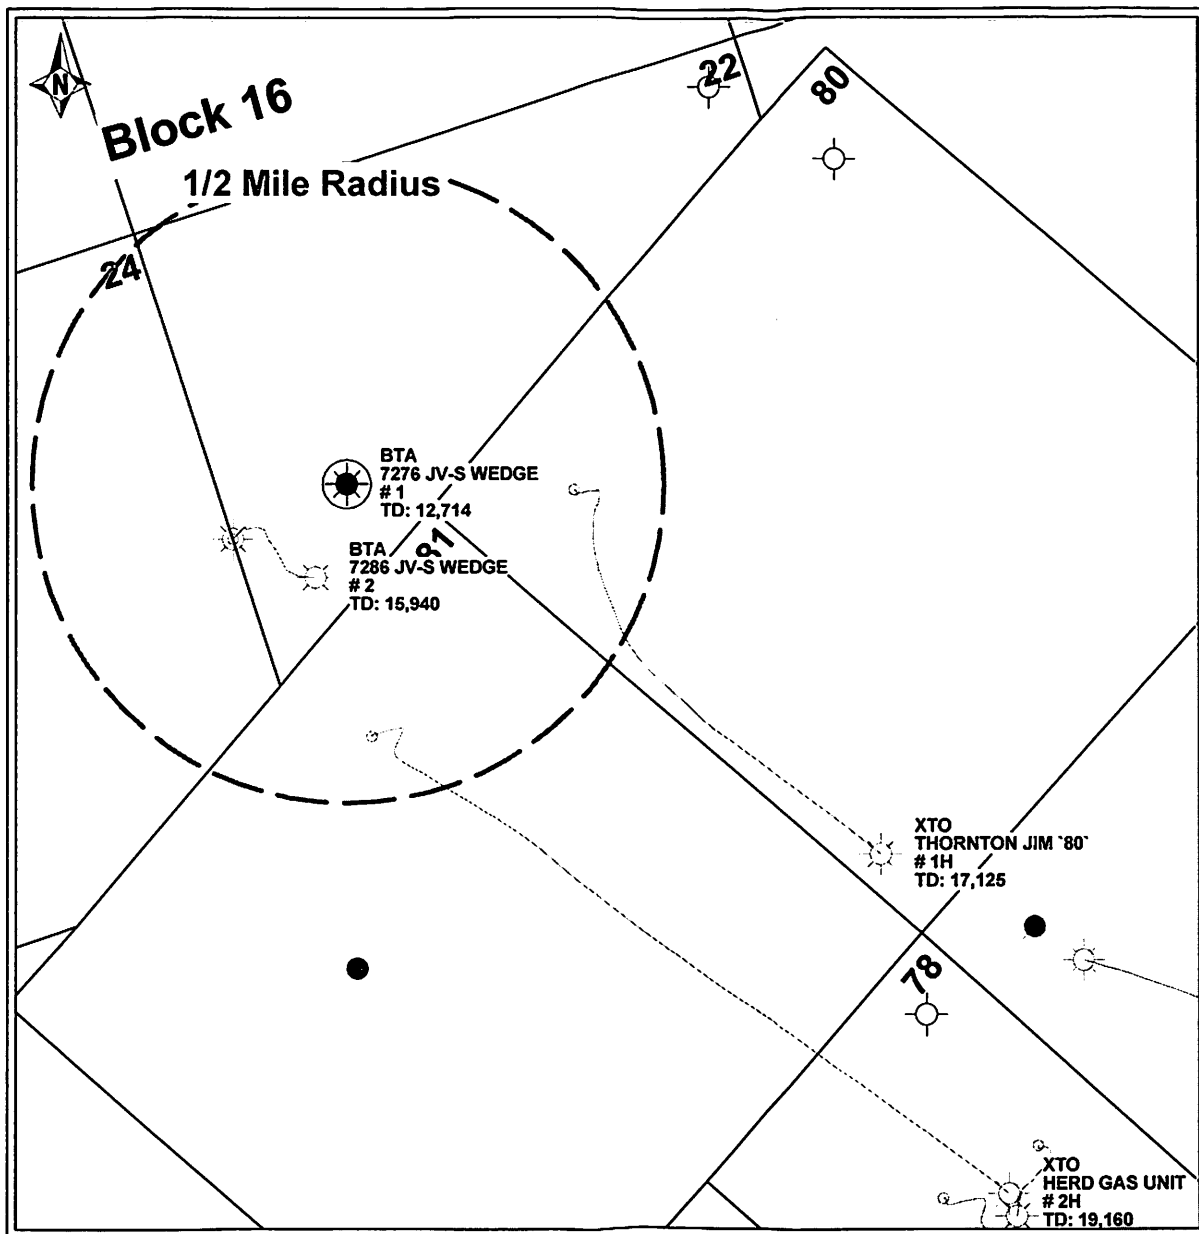 N
Block 16
22
80
1/2 Mile Radius
24
BTA
7276 JV-S WEDGE
# 1
TD: 12,714
81
BTA
7286 JV-S WEDGE
# 2
TD: 15,940
XTO
THORNTON JIM `80`
# 1H
TD: 17,125
78
XTO
HERD GAS UNIT
# 2H
TD: 19,160